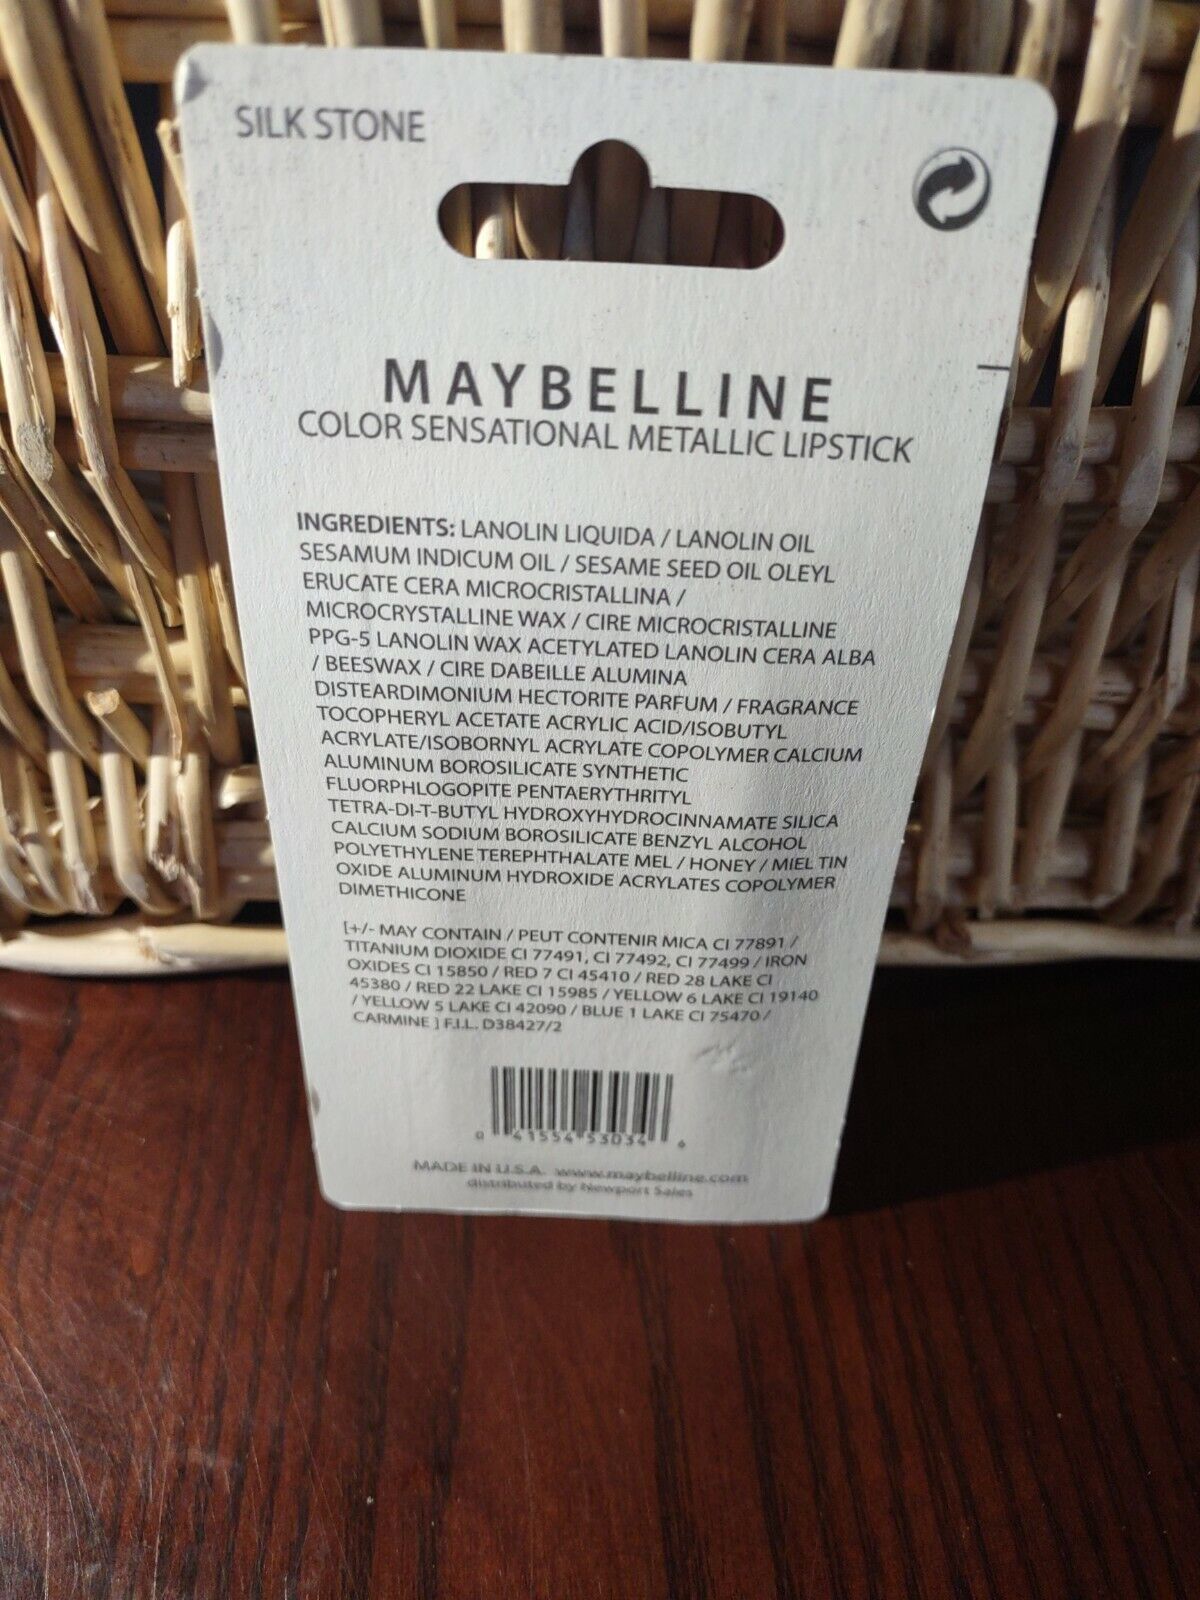 SILK STONE
MAYBELLINE
COLOR SENSATIONAL METALLIC LIPSTICK
INGREDIENTS: LANOLIN LIQUIDA / LANOLIN OIL
SESAMUM INDICUM OIL / SESAME SEED OIL OLEYL
ERUCATE CERA MICROCRISTALLINA /
MICROCRYSTALLINE WAX / CIRE MICROCRISTALLINE
PPG-5 LANOLIN WAX ACETYLATED LANOLIN CERA ALBA
/ BEESWAX / CIRE DABEILLE ALUMINA
DISTEARDIMONIUM HECTORITE PARFUM / FRAGRANCE
TOCOPHERYL ACETATE ACRYLIC ACID/ISOBUTYL
ACRYLATE/ISOBORNYL ACRYLATE COPOLYMER CALCIUM
ALUMINUM BOROSILICATE SYNTHETIC
FLUORPHLOGOPITE PENTAERYTHRITYL
TETRA-DI-T-BUTYL HYDROXYHYDROCINNAMATE SILICA
CALCIUM SODIUM BOROSILICATE BENZYL ALCOHOL
POLYETHYLENE TEREPHTHALATE MEL / HONEY / MIEL TIN
OXIDE ALUMINUM HYDROXIDE ACRYLATES COPOLYMER
DIMETHICONE
[+/- MAY CONTAIN / PEUT CONTENIR MICA CI 77891 /
TITANIUM DIOXIDE CI 77491, CI 77492, CI 77499 / IRON
OXIDES CI 15850 / RED 7 CI 45410 / RED 28 LAKE CI
45380 / RED 22 LAKE CI 15985 / YELLOW 6 LAKE CI 19140
/ YELLOW 5 LAKE CI 42090 / BLUE 1 LAKE CI 75470 /
CARMINE ] F.I.L. D38427/2
0 41554 53034 6
MADE IN U.S.A. www.maybelline.com
distributed by Newport Sales